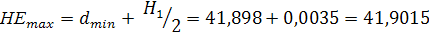 HE_max = d_min + H_1/2 = 41,898 + 0,0035 = 41,9015